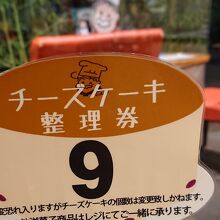 チーズケーキ
整理券
9
恐れ入りますがチーズケーキの個数は変更致しかねます。
商品はレジにてご一緒に承ります。